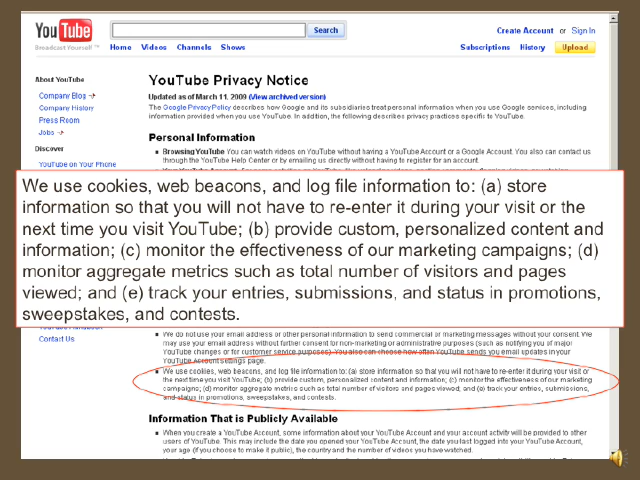 YouTube
Broadcast Yourself™
Search
Create Account or Sign In
Home Videos Channels Shows
Subscriptions History Upload
About YouTube
Company Blog
Company History
Press Room
Jobs
Discover
YouTube on Your Phone
YouTube Privacy Notice
Updated as of March 11, 2009 (View archived version)
The Google Privacy Policy describes how Google and its subsidiaries treat personal information when you use Google services, including
information provided when you use YouTube. In addition, the following describes privacy practices specific to YouTube.
Personal Information
Browsing YouTube You can watch videos on YouTube without having a YouTube Account or a Google Account. You also can contact us
through the YouTube Help Center or by emailing us directly without having to register for an account.
We use cookies, web beacons, and log file information to: (a) store
information so that you will not have to re-enter it during your visit or the
next time you visit YouTube; (b) provide custom, personalized content and
information; (c) monitor the effectiveness of our marketing campaigns; (d)
monitor aggregate metrics such as total number of visitors and pages
viewed; and (e) track your entries, submissions, and status in promotions,
sweepstakes, and contests.
Contact Us
We do not use your email address or other personal information to send commercial or marketing messages without your consent. We
may use your email address without further consent for non-marketing or administrative purposes (such as notifying you of major
YouTube changes or for customer service purposes). You also can choose how often YouTube sends you email updates in your
YouTube Account settings page.
We use cookies, web beacons, and log file information to: (a) store information so that you will not have to re-enter it during your visit or
the next time you visit YouTube; (b) provide custom, personalized content and information; (c) monitor the effectiveness of our marketing
campaigns; (d) monitor aggregate metrics such as total number of visitors and pages viewed; and (e) track your entries, submissions,
and status in promotions, sweepstakes, and contests.
Information That is Publicly Available
When you create a YouTube Account, some information about your YouTube Account and your account activity will be provided to other
users of YouTube. This may include the date you opened your YouTube Account, the date you last logged into your YouTube Account,
your age (if you choose to make it public), the country and the number of videos you have watched.